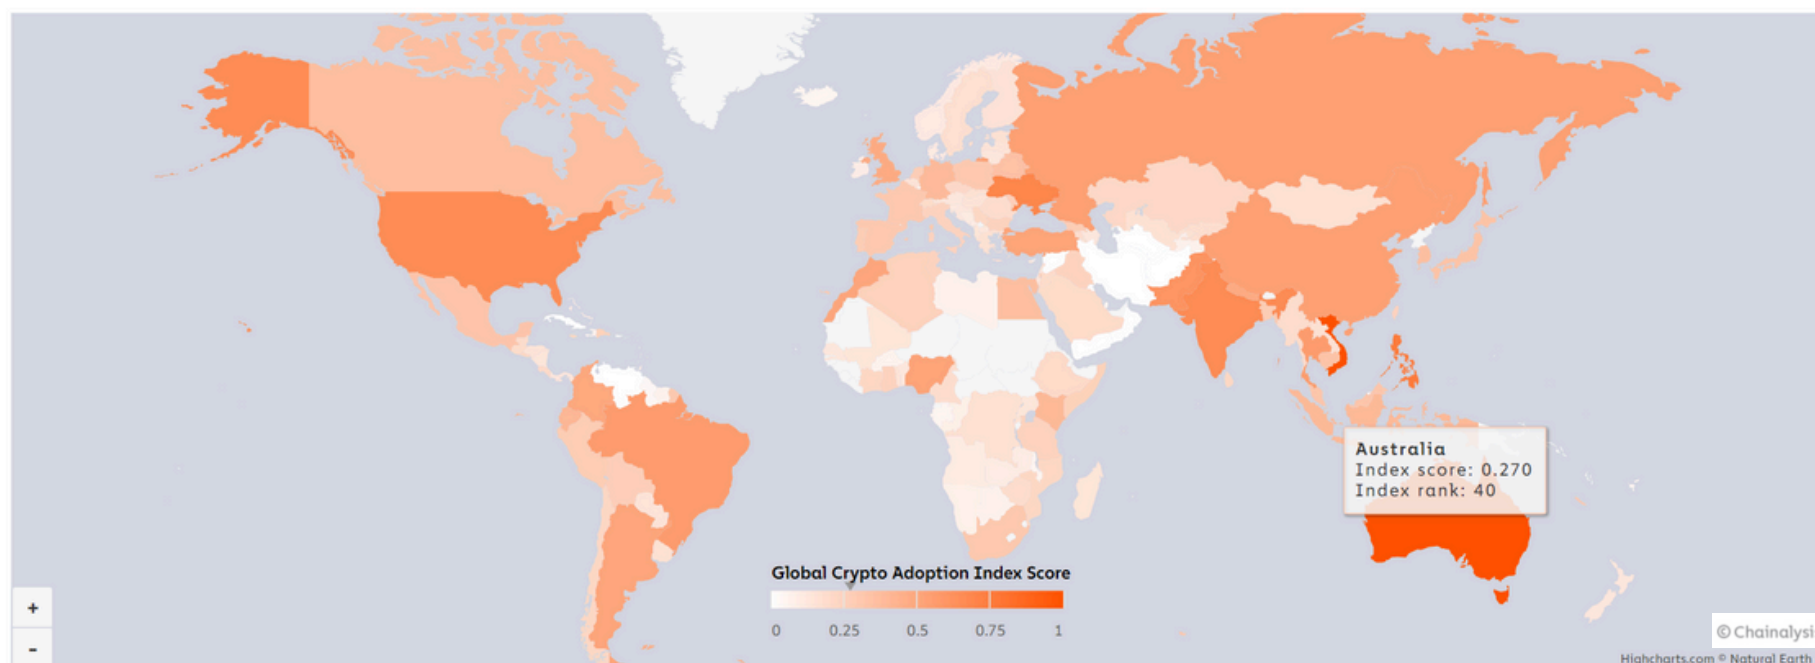 Australia
Index score: 0.270
Index rank: 40
Global Crypto Adoption Index Score
0 0.25 0.5 0.75 1
+
-
© Chainalysi
Highcharts.com © Natural Earth